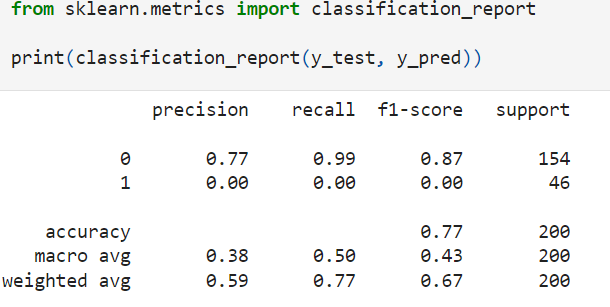 from sklearn.metrics import classification_report
print(classification_report(y_test, y_pred))
precision recall f1-score support
0 0.77 0.99 0.87 154
1 0.00 0.00 0.00 46
accuracy 0.77 200
macro avg 0.38 0.50 0.43 200
weighted avg 0.59 0.77 0.67 200